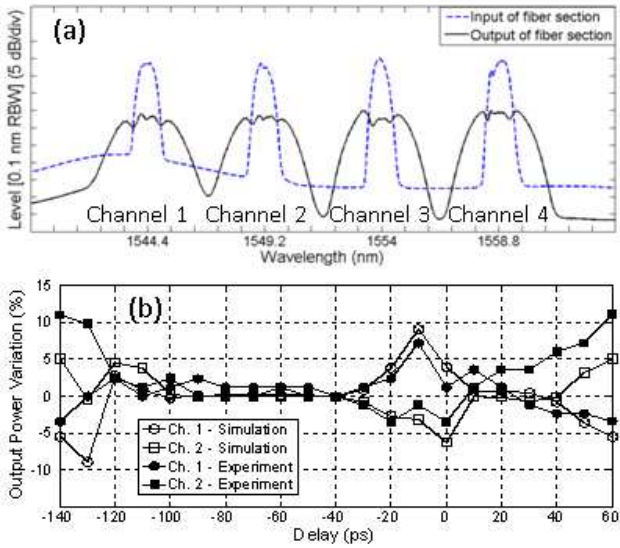 (a)
Input of fiber section
Output of fiber section
Level [0.1 nm RBW] (5 dB/div)
Channel 1 Channel 2 Channel 3 Channel 4
1544.4 1549.2 1554 1558.8
Wavelength (nm)
(b)
Output Power Variation (%)
15
10
5
0
-5
-10
Ch. 1 - Simulation
Ch. 2 - Simulation
Ch. 1 - Experiment
Ch. 2 - Experiment
-140 -120 -100 -80 -60 -40 -20 0 20 40 60
Delay (ps)